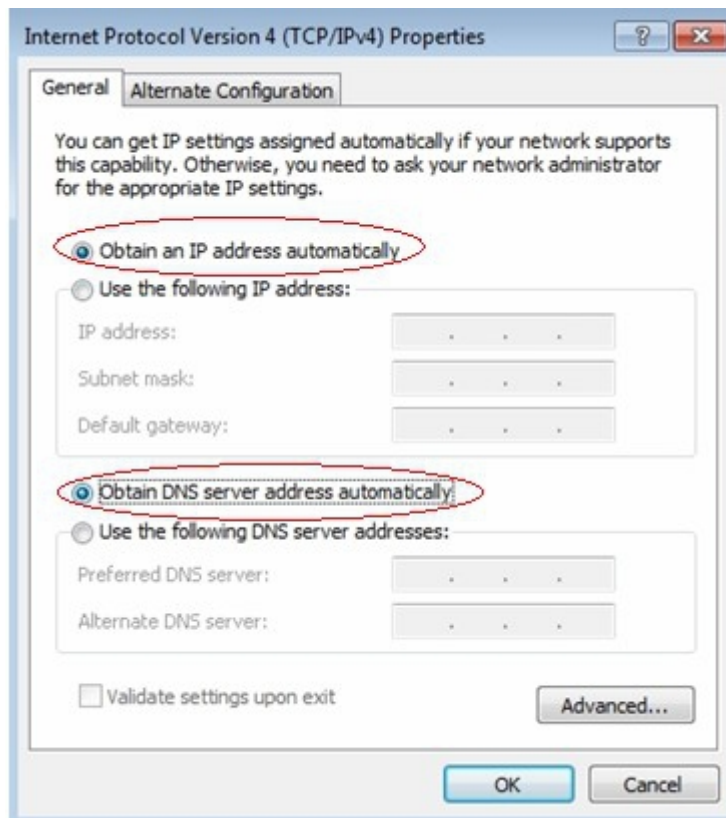 Internet Protocol Version 4 (TCP/IPv4) Properties
General
Alternate Configuration
You can get IP settings assigned automatically if your network supports
this capability. Otherwise, you need to ask your network administrator
for the appropriate IP settings.
Obtain an IP address automatically
Use the following IP address:
IP address:
Subnet mask:
Default gateway:
Obtain DNS server address automatically
Use the following DNS server addresses:
Preferred DNS server:
Alternate DNS server:
Validate settings upon exit
Advanced...
OK
Cancel